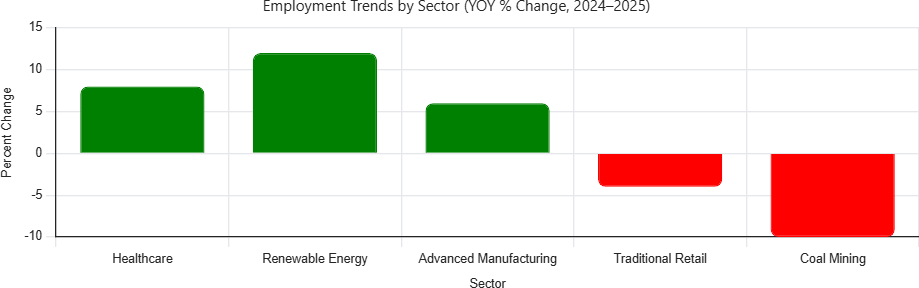 Employment Trends by Sector (YOY % Change, 2024–2025)
15
10
5
0
-5
-10
Percent Change
Healthcare
Renewable Energy
Advanced Manufacturing
Traditional Retail
Coal Mining
Sector